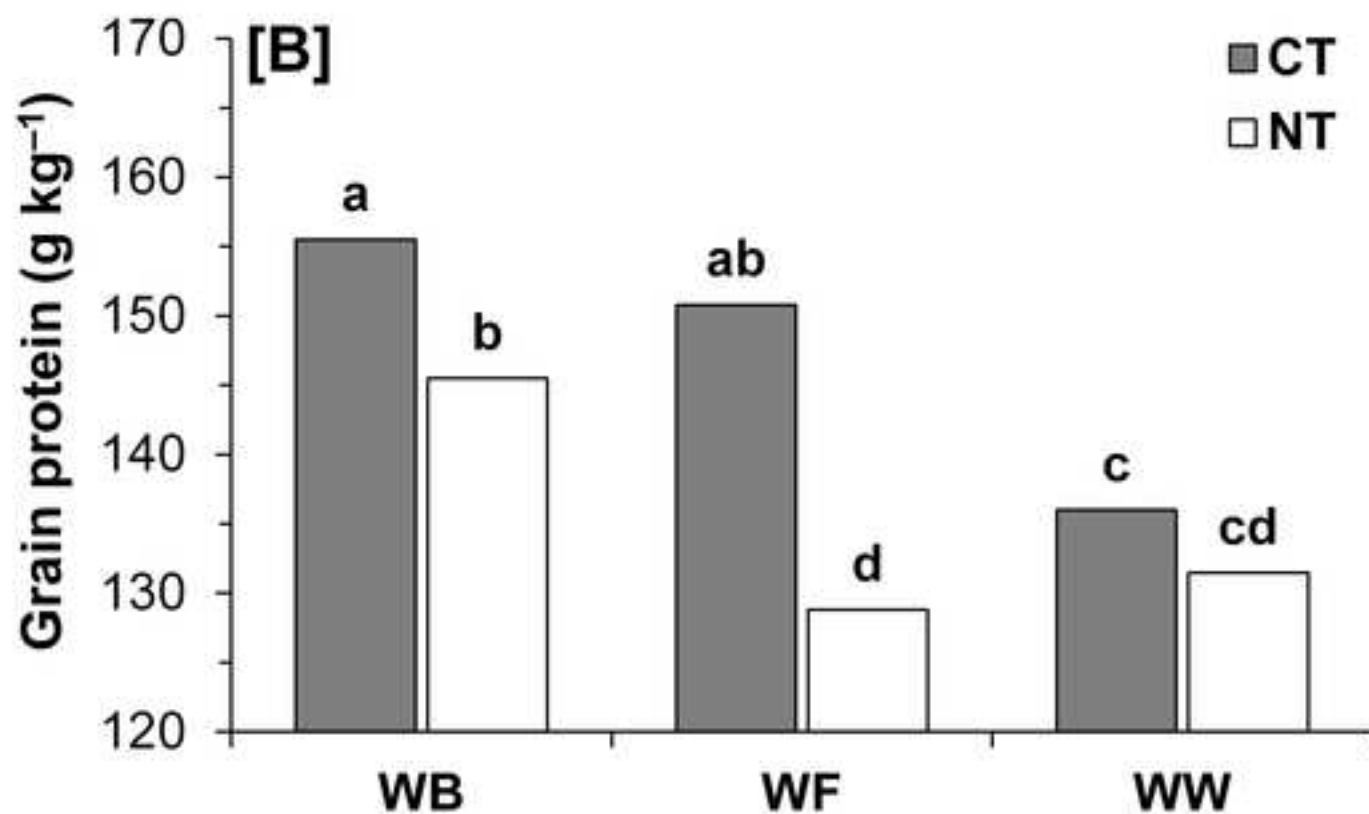 [B]
CT
NT
Grain protein (g kg⁻¹)
170
160
150
140
130
120
a
b
ab
d
c
cd
WB
WF
WW